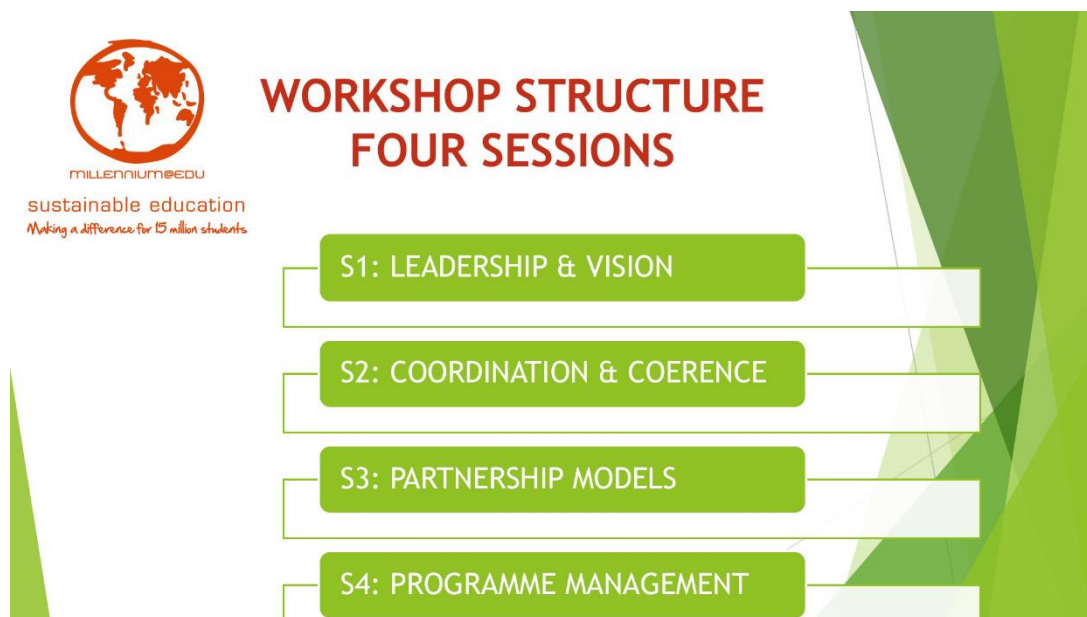 MILLENNIUM@EDU
sustainable education
Making a difference for 15 million students
WORKSHOP STRUCTURE
FOUR SESSIONS
S1: LEADERSHIP & VISION
S2: COORDINATION & COERENCE
S3: PARTNERSHIP MODELS
S4: PROGRAMME MANAGEMENT